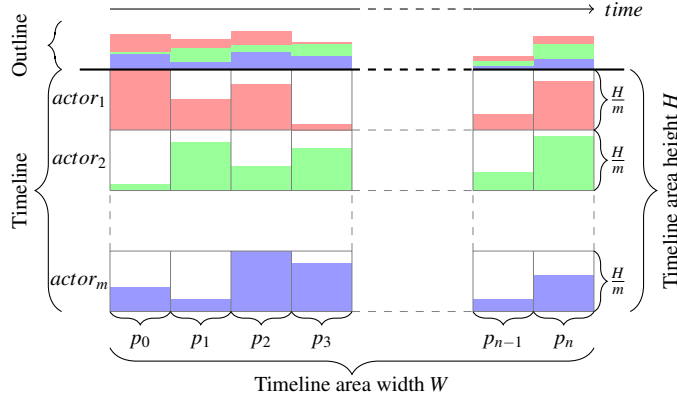 time
Outline
Timeline
actor₁
H/m
actor₂
H/m
actorₘ
H/m
Timeline area height H
p₀ p₁ p₂ p₃ pₙ₋₁ pₙ
Timeline area width W